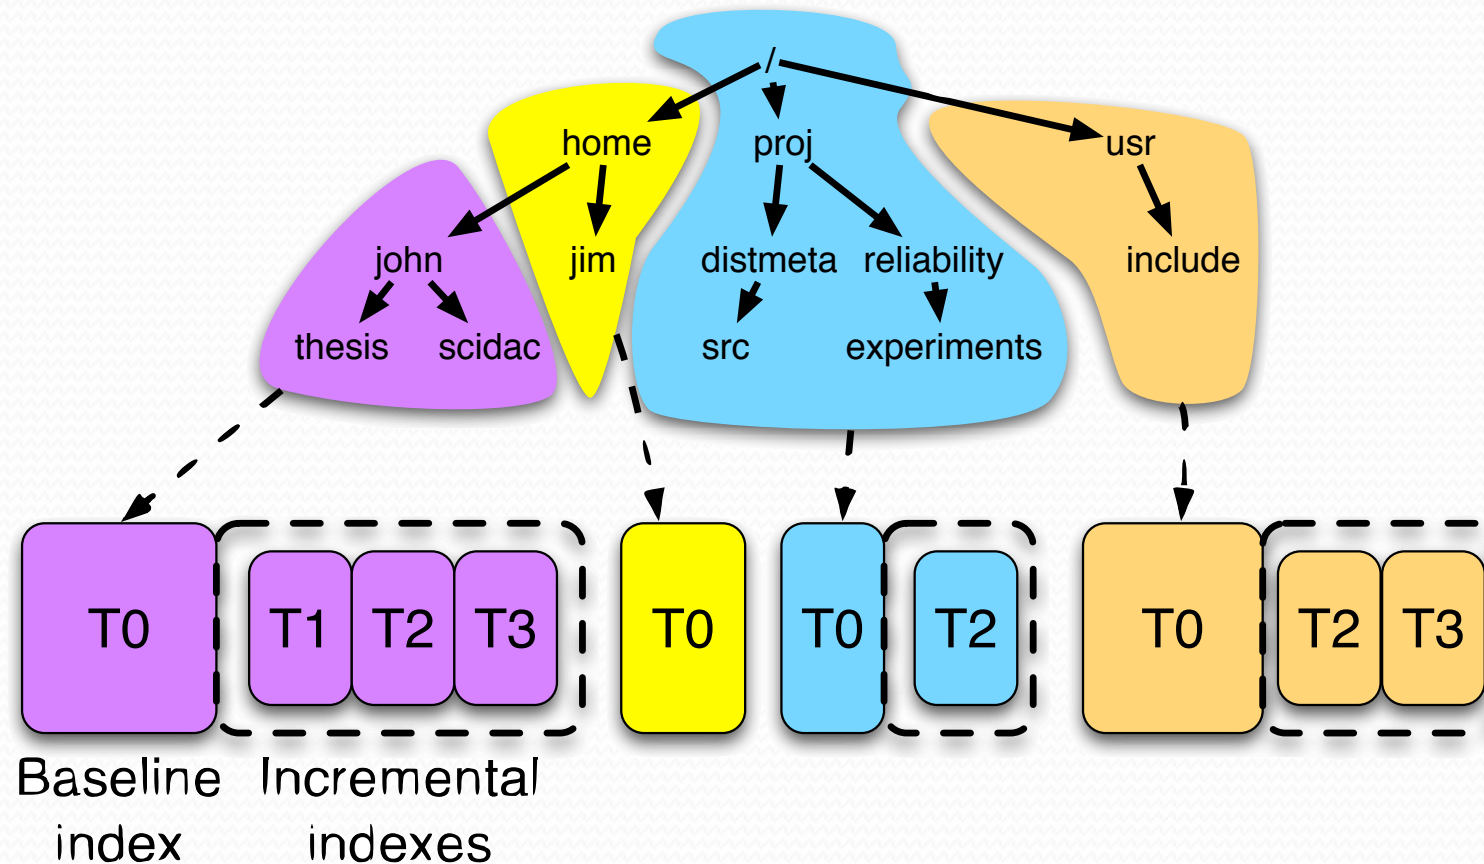 /
home proj usr
john jim distmeta reliability include
thesis scidac src experiments
T0 T1 T2 T3 T0 T0 T2 T0 T2 T3
Baseline Incremental
index indexes